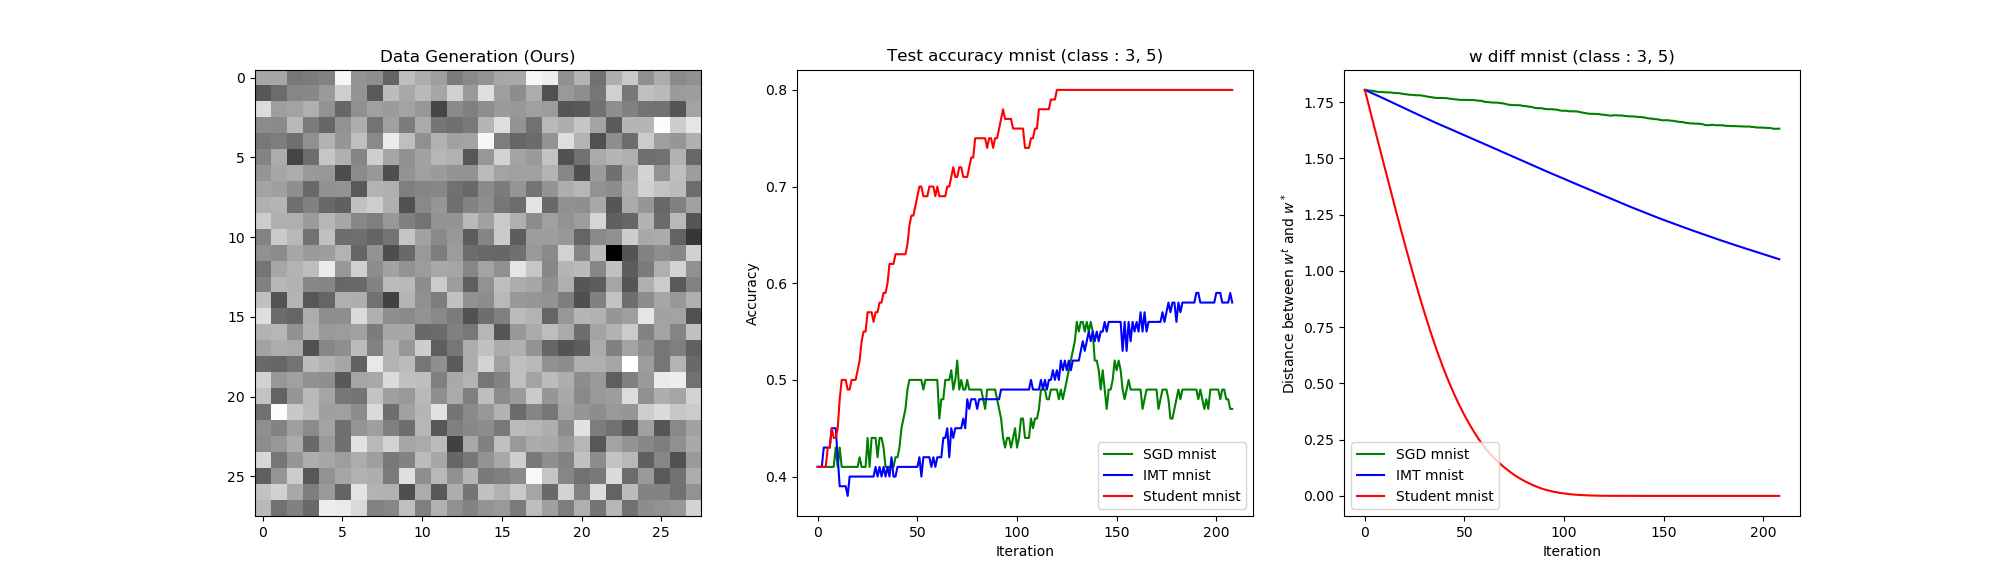 Data Generation (Ours)
0
5
10
15
20
25
0 5 10 15 20 25
Test accuracy mnist (class : 3, 5)
Accuracy
0.8
0.7
0.6
0.5
0.4
0 50 100 150 200
Iteration
SGD mnist
IMT mnist
Student mnist
w diff mnist (class : 3, 5)
Distance between w^t and w^*
1.75
1.50
1.25
1.00
0.75
0.50
0.25
0.00
0 50 100 150 200
Iteration
SGD mnist
IMT mnist
Student mnist